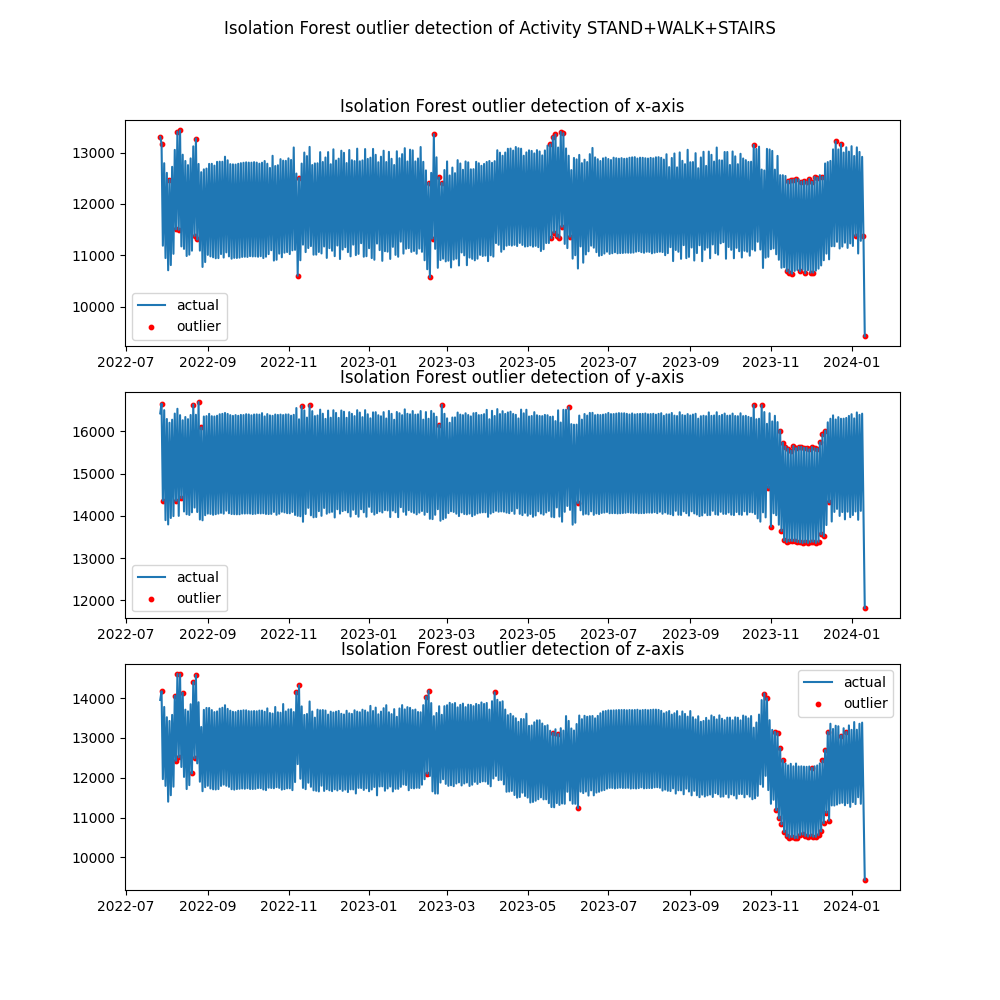 Isolation Forest outlier detection of Activity STAND+WALK+STAIRS
Isolation Forest outlier detection of x-axis
13000
12000
11000
10000
actual
outlier
2022-07 2022-09 2022-11 2023-01 2023-03 2023-05 2023-07 2023-09 2023-11 2024-01
Isolation Forest outlier detection of y-axis
16000
15000
14000
13000
12000
actual
outlier
2022-07 2022-09 2022-11 2023-01 2023-03 2023-05 2023-07 2023-09 2023-11 2024-01
Isolation Forest outlier detection of z-axis
14000
13000
12000
11000
10000
actual
outlier
2022-07 2022-09 2022-11 2023-01 2023-03 2023-05 2023-07 2023-09 2023-11 2024-01